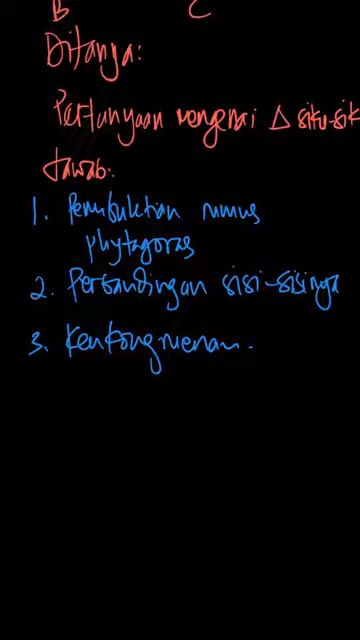 B C
Ditanya:
Pertanyaan mengenai Δ siku-sik
Jawab:
1. Pembuktian rumus
phytagoras
2. Perbandingan sisi-sisinya
3. Kekongruenan.